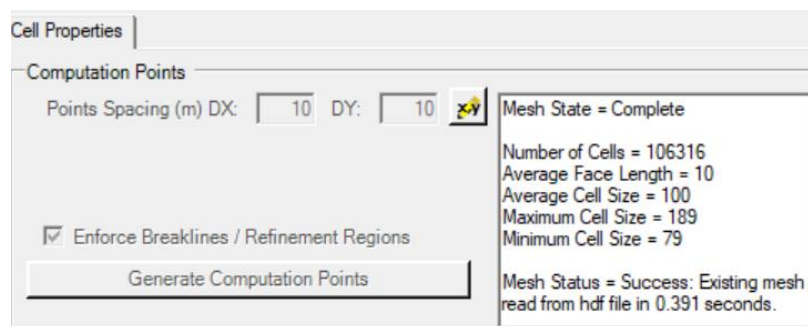 Cell Properties
Computation Points
Points Spacing (m) DX: 10 DY: 10 x,y
Mesh State = Complete
Number of Cells = 106316
Average Face Length = 10
Average Cell Size = 100
Maximum Cell Size = 189
Minimum Cell Size = 79
Enforce Breaklines / Refinement Regions
Generate Computation Points
Mesh Status = Success: Existing mesh
read from hdf file in 0.391 seconds.